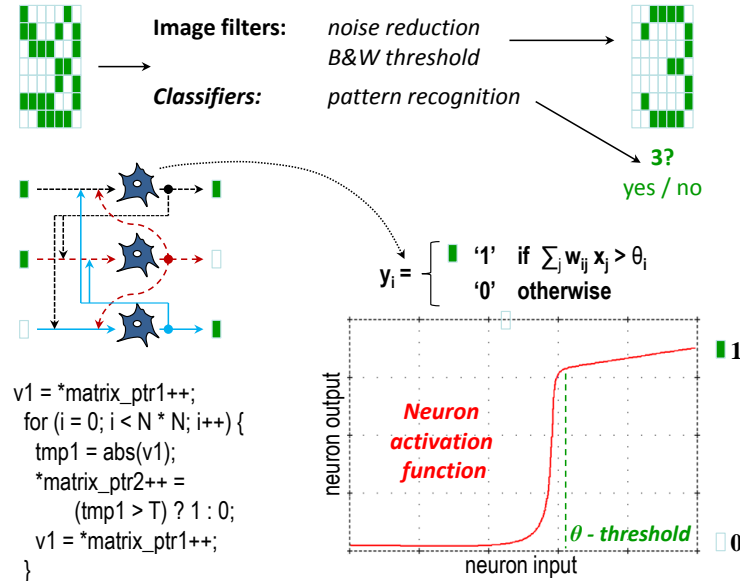 Image filters: noise reduction
B&W threshold
Classifiers: pattern recognition
3?
yes / no
yᵢ = '1' if ∑ⱼ wᵢⱼ xⱼ > θᵢ
'0' otherwise
v1 = *matrix_ptr1++;
for (i = 0; i < N * N; i++) {
tmp1 = abs(v1);
*matrix_ptr2++ =
(tmp1 > T) ? 1 : 0;
v1 = *matrix_ptr1++;
}
neuron output
Neuron
activation
function
θ - threshold
neuron input
1
0